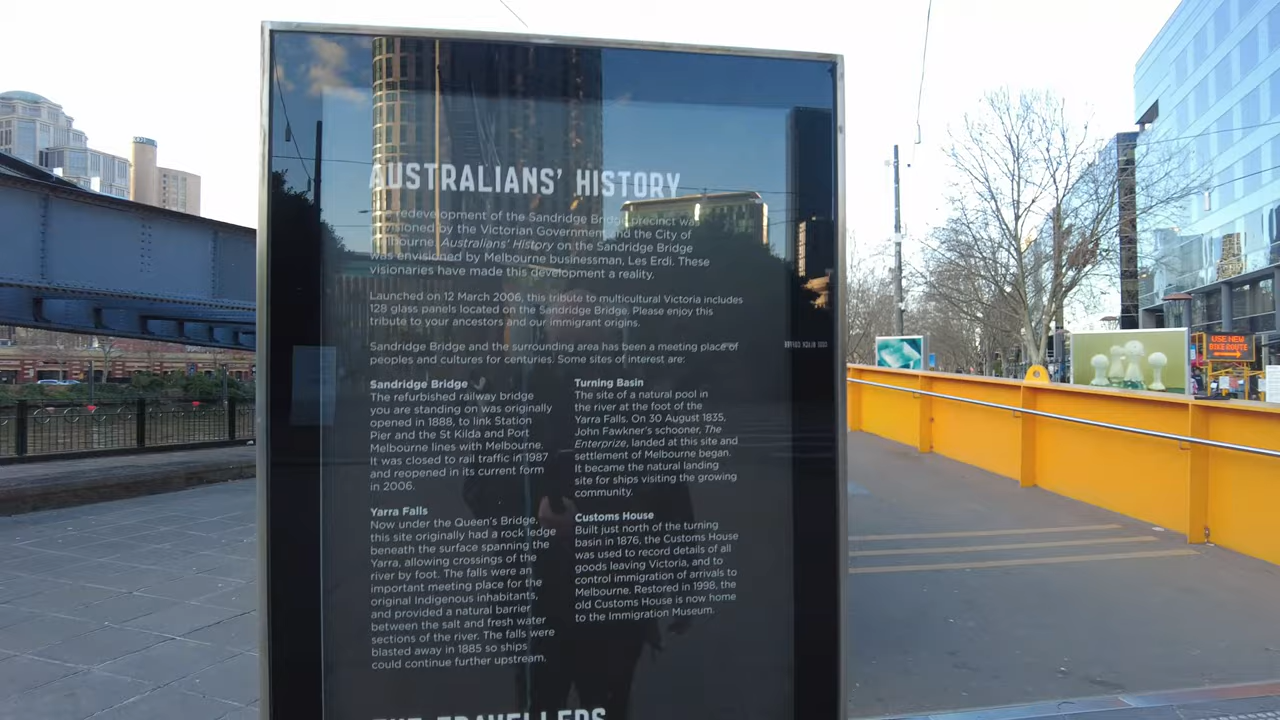 AUSTRALIANS' HISTORY
redevelopment of the Sandridge Bridge precinct was
visioned by the Victorian Government and the City of
Melbourne. Australians' History on the Sandridge Bridge
was envisioned by Melbourne businessman, Les Erdi. These
visionaries have made this development a reality.
Launched on 12 March 2006, this tribute to multicultural Victoria includes
128 glass panels located on the Sandridge Bridge. Please enjoy this
tribute to your ancestors and our immigrant origins.
Sandridge Bridge and the surrounding area has been a meeting place of
peoples and cultures for centuries. Some sites of interest are:
Sandridge Bridge
The refurbished railway bridge
you are standing on was originally
opened in 1888, to link Station
Pier and the St Kilda and Port
Melbourne lines with Melbourne.
It was closed to rail traffic in 1987
and reopened in its current form
in 2006.
Yarra Falls
Now under the Queen's Bridge,
this site originally had a rock ledge
beneath the surface spanning the
Yarra, allowing crossings of the
river by foot. The falls were an
important meeting place for the
original Indigenous inhabitants,
and provided a natural barrier
between the salt and fresh water
sections of the river. The falls were
blasted away in 1885 so ships
could continue further upstream.
Turning Basin
The site of a natural pool in
the river at the foot of the
Yarra Falls. On 30 August 1835,
John Fawkner's schooner, The
Enterprize, landed at this site and
settlement of Melbourne began.
It became the natural landing
site for ships visiting the growing
community.
Customs House
Built just north of the turning
basin in 1876, the Customs House
was used to record details of all
goods leaving Victoria, and to
control immigration of arrivals to
Melbourne. Restored in 1998, the
old Customs House is now home
to the Immigration Museum.
THE TRAVELLERS
USE NEW
BIKE ROUTE